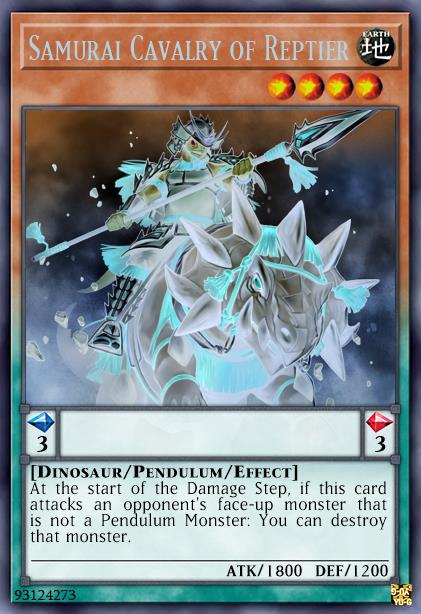 SAMURAI CAVALRY OF REPTIER
EARTH
地
3
3
[DINOSAUR/PENDULUM/EFFECT]
At the start of the Damage Step, if this card
attacks an opponent's face-up monster that
is not a Pendulum Monster: You can destroy
that monster.
ATK/1800 DEF/1200
93124273